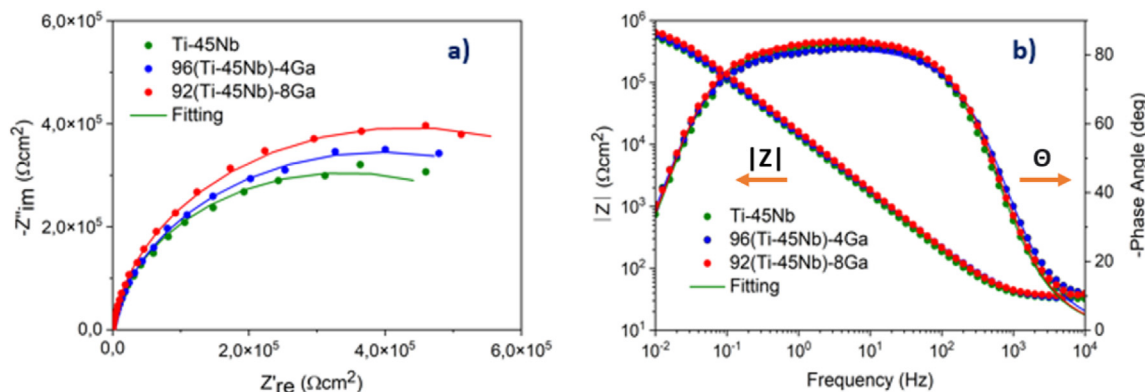 6,0×10⁵
4,0×10⁵
2,0×10⁵
0,0
-Z''im (Ωcm²)
Ti-45Nb
96(Ti-45Nb)-4Ga
92(Ti-45Nb)-8Ga
Fitting
a)
0,0
2,0×10⁵
4,0×10⁵
6,0×10⁵
Z're (Ωcm²)
10⁶
10⁵
10⁴
10³
10²
10¹
|Z| (Ωcm²)
b)
|Z|
Θ
Ti-45Nb
96(Ti-45Nb)-4Ga
92(Ti-45Nb)-8Ga
Fitting
90
80
60
40
20
10
0
-Phase Angle (deg)
10⁻²
10⁻¹
10⁰
10¹
10²
10³
10⁴
Frequency (Hz)